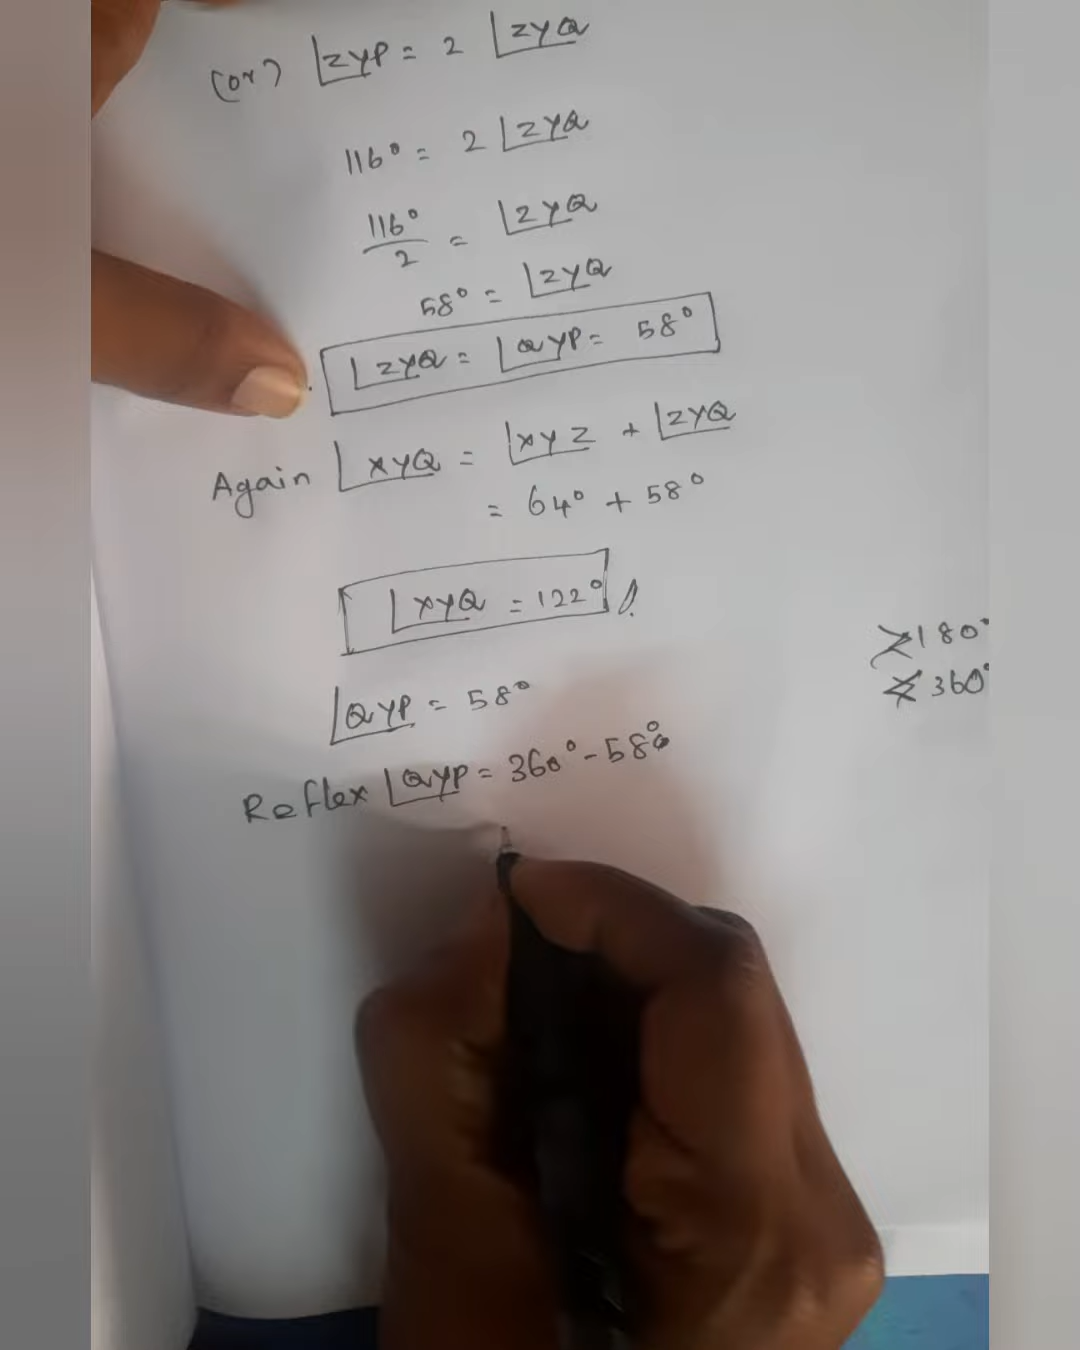 (or) ∠ZYP = 2 ∠ZYQ
116° = 2 ∠ZYQ
116°/2 = ∠ZYQ
58° = ∠ZYQ
∠ZYQ = ∠QYP = 58°
Again ∠XYQ = ∠XYZ + ∠ZYQ
= 64° + 58°
∠XYQ = 122°
>180°
360°
∠QYP = 58°
Reflex ∠QYP = 360° - 58°